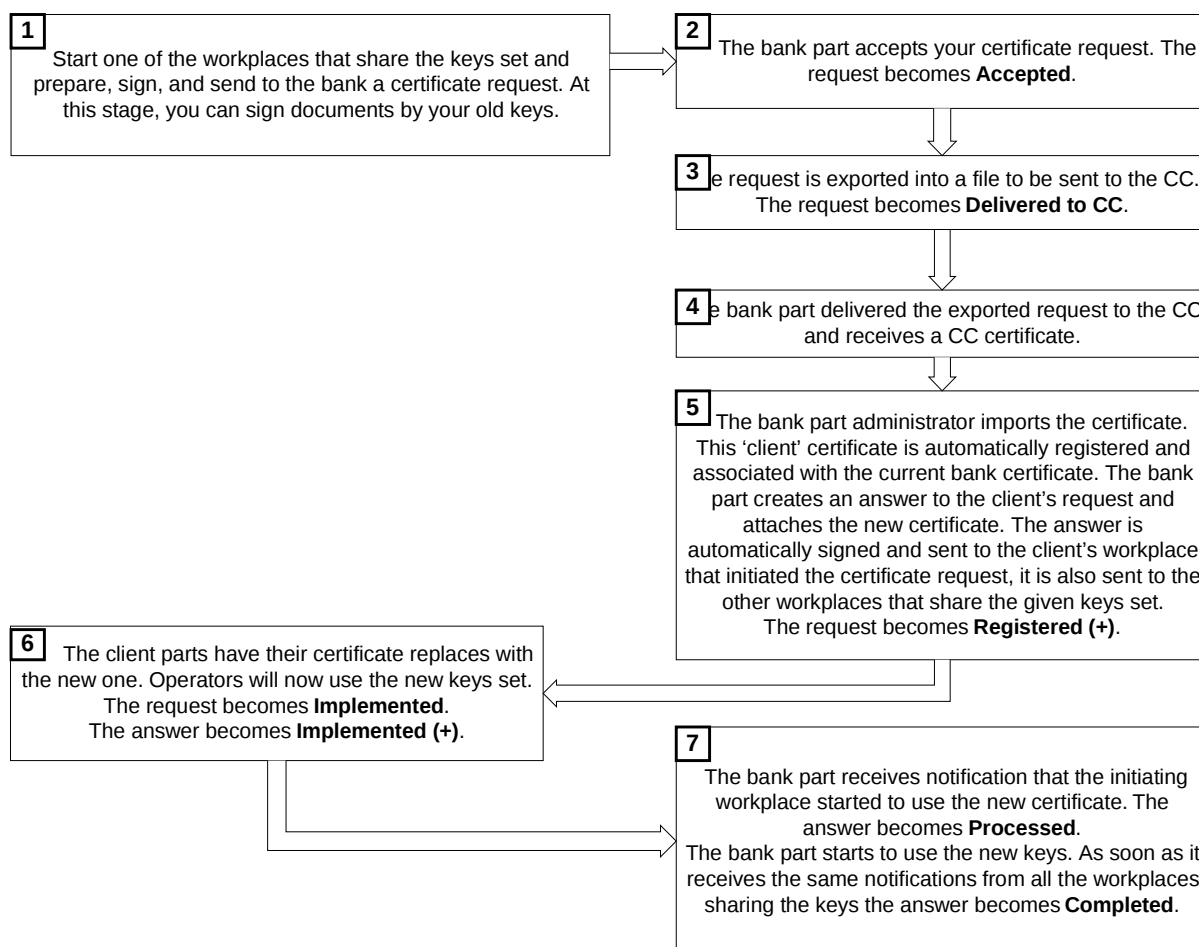 1
Start one of the workplaces that share the keys set and
prepare, sign, and send to the bank a certificate request. At
this stage, you can sign documents by your old keys.
2
The bank part accepts your certificate request. The
request becomes Accepted.
3
e request is exported into a file to be sent to the CC.
The request becomes Delivered to CC.
4
e bank part delivered the exported request to the CC
and receives a CC certificate.
5
The bank part administrator imports the certificate.
This ‘client’ certificate is automatically registered and
associated with the current bank certificate. The bank
part creates an answer to the client’s request and
attaches the new certificate. The answer is
automatically signed and sent to the client’s workplace
that initiated the certificate request, it is also sent to the
other workplaces that share the given keys set.
The request becomes Registered (+).
6
The client parts have their certificate replaces with
the new one. Operators will now use the new keys set.
The request becomes Implemented.
The answer becomes Implemented (+).
7
The bank part receives notification that the initiating
workplace started to use the new certificate. The
answer becomes Processed.
The bank part starts to use the new keys. As soon as it
receives the same notifications from all the workplaces
sharing the keys the answer becomes Completed.